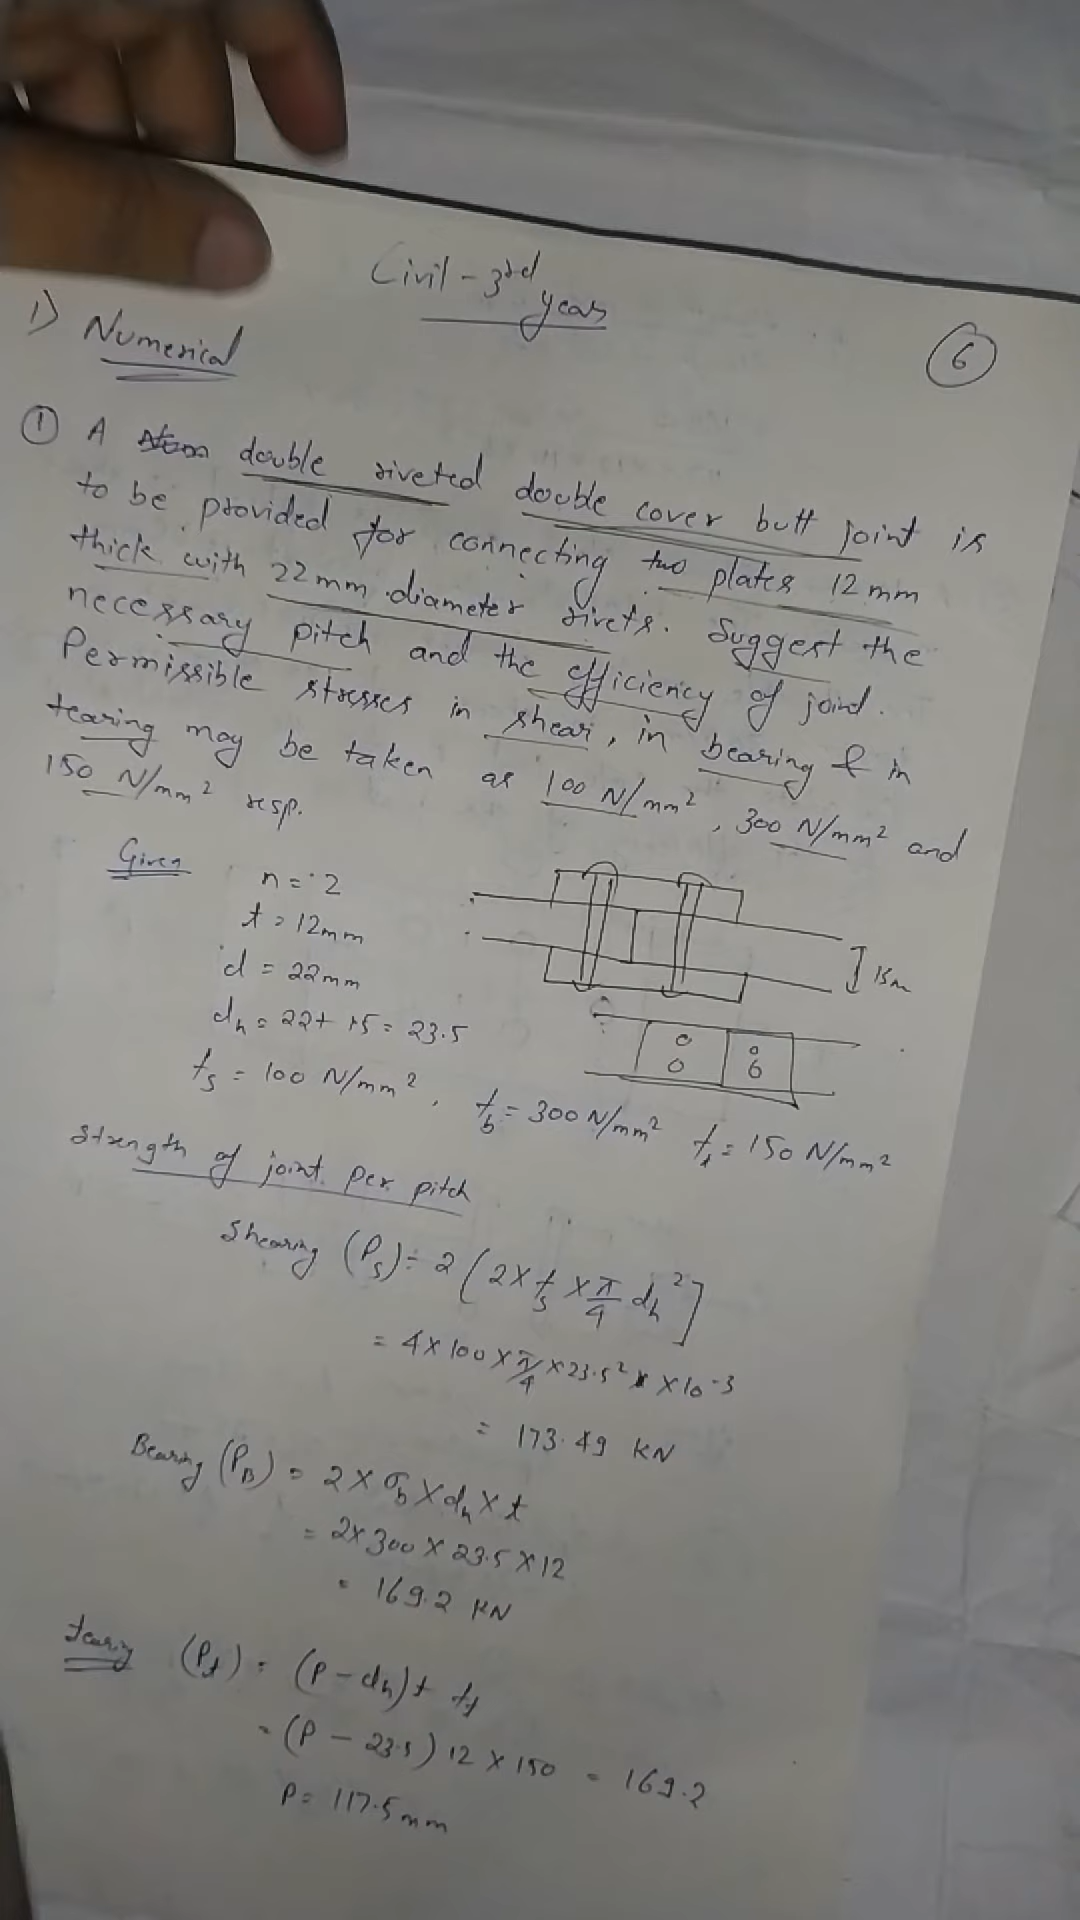 Civil - 3rd year
6
1) Numerical
① A double riveted double cover butt joint is
to be provided for connecting two plates 12 mm
thick with 22 mm diameter rivets. Suggest the
necessary pitch and the efficiency of joint.
Permissible stresses in shear, in bearing & in
tearing may be taken as 100 N/mm², 300 N/mm² and
150 N/mm² resp.
Given
n = 2
t = 12mm
d = 22mm
dh = 22 + 1.5 = 23.5
fs = 100 N/mm², fb = 300 N/mm² ft = 150 N/mm²
Strength of joint per pitch
Shearing (Ps) = 2 [2 × fs × π/4 dh²]
= 4 × 100 × π/4 × 23.5² × 10⁻³
= 173.49 KN
Bearing (PB) = 2 × σb × dh × t
= 2 × 300 × 23.5 × 12
= 169.2 KN
Tearing (Pt) = (P - dh) t ft
= (P - 23.5) 12 × 150 = 169.2
P = 117.5 mm